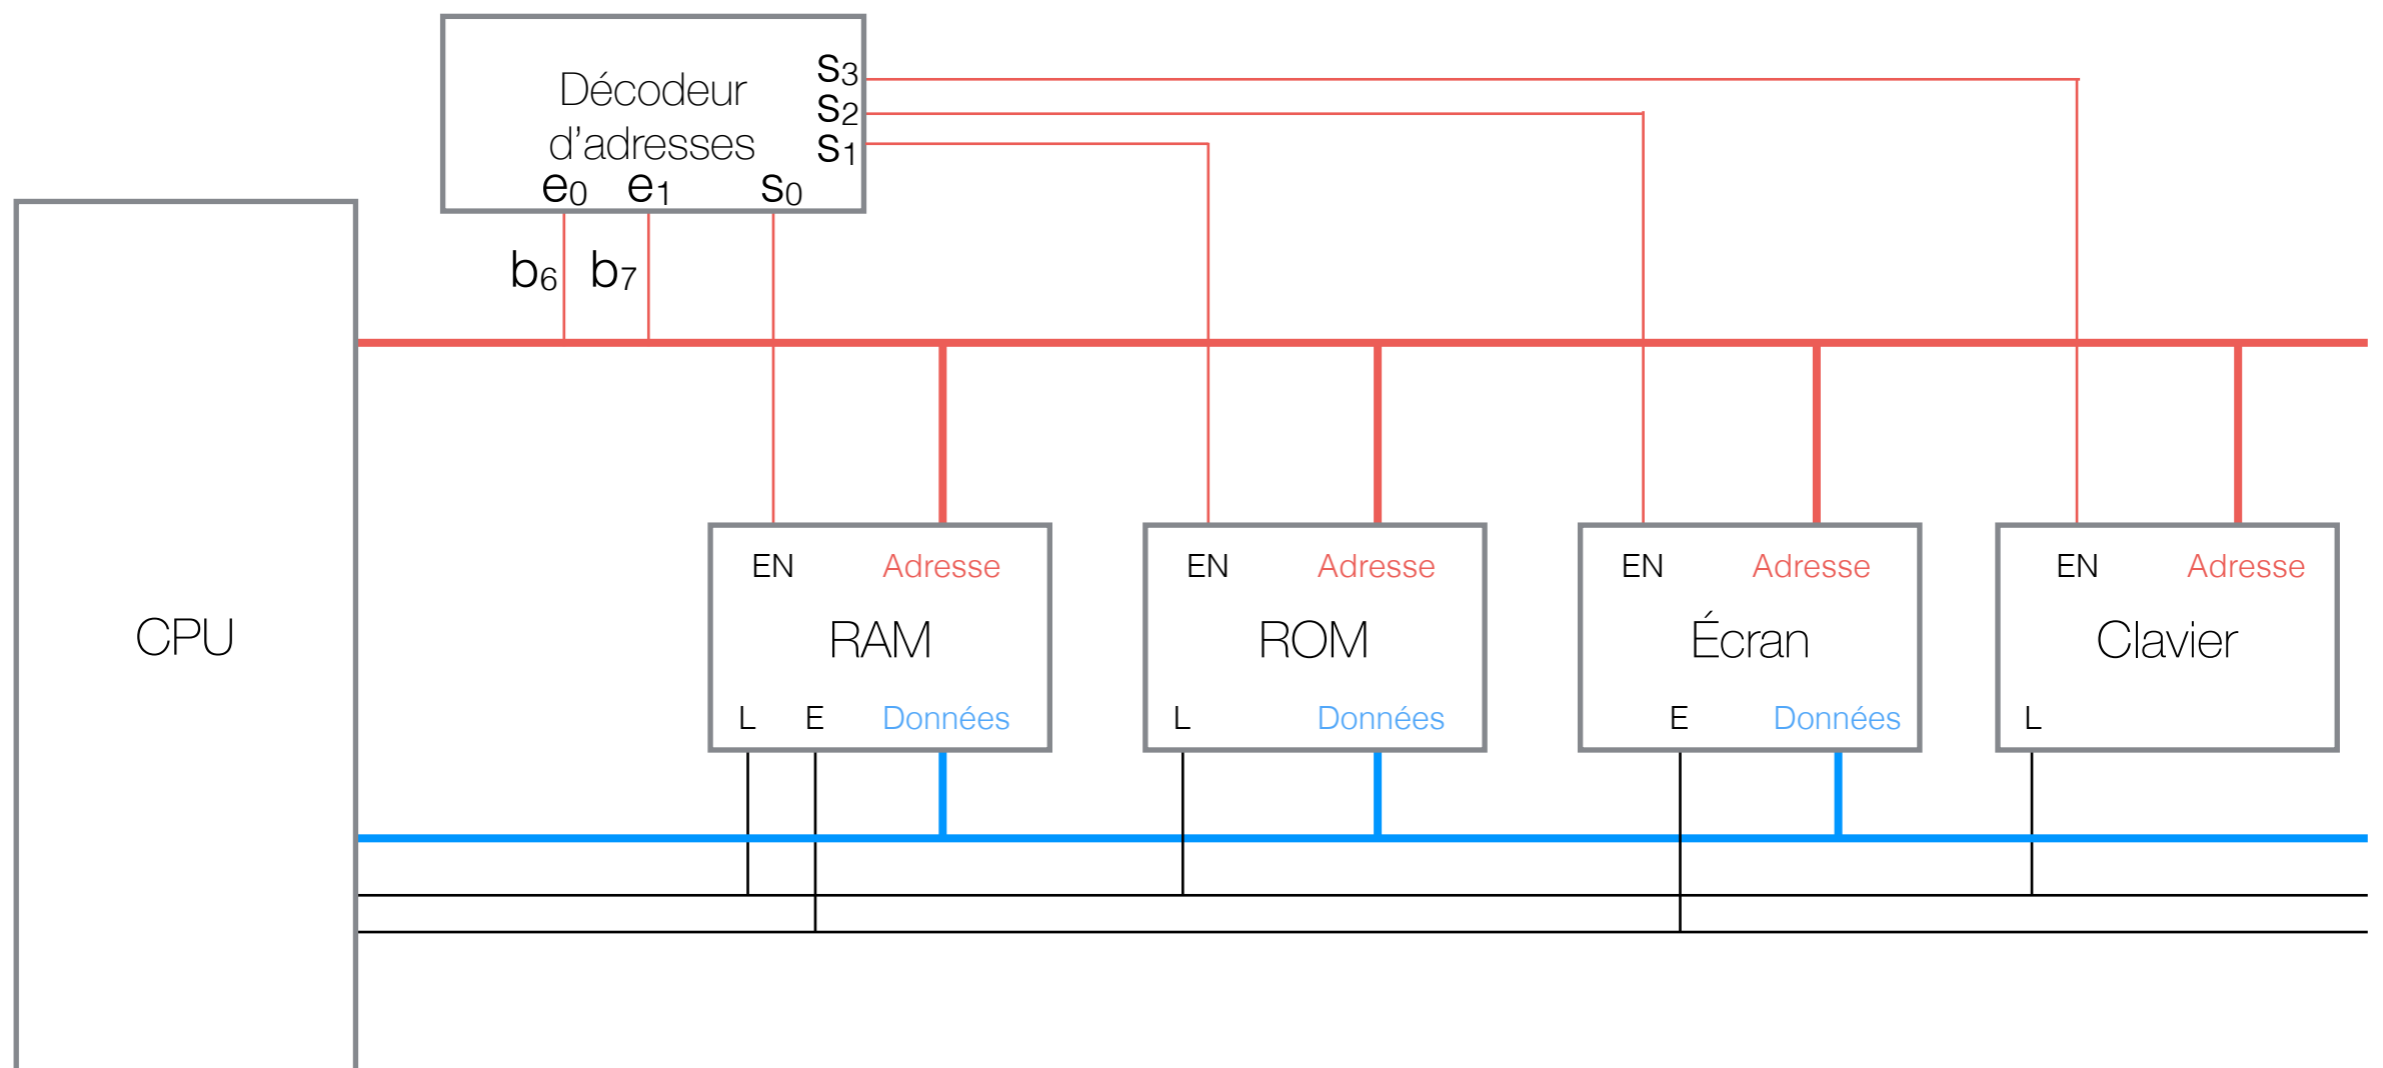 Décodeur
d'adresses
S3
S2
S1
e0 e1 S0
b6 b7
CPU
EN Adresse
RAM
L E Données
EN Adresse
ROM
L Données
EN Adresse
Écran
E Données
EN Adresse
Clavier
L